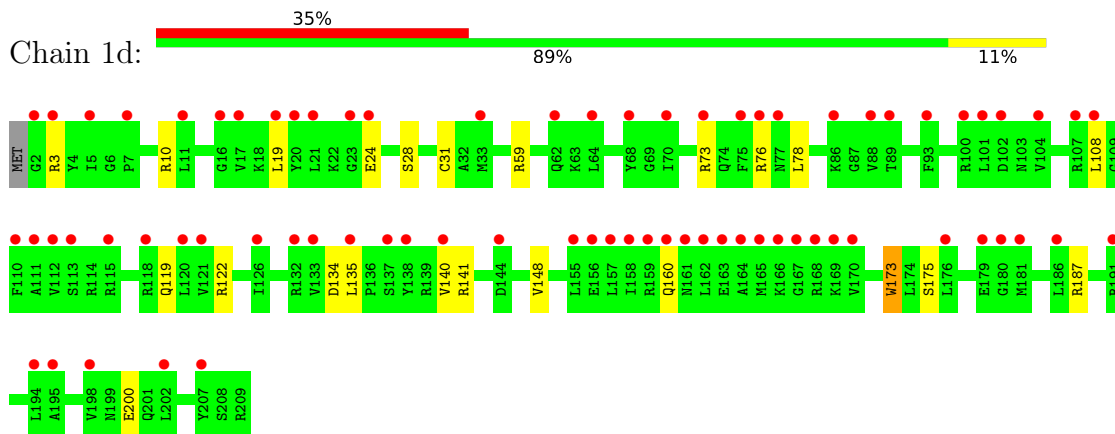 35%
Chain 1d:
89% 11%
MET G2 R3 Y4 I5 G6 P7 R10 L11 G16 V17 K18 L19 Y20 L21 K22 G23 E24 S28 C31 A32 M33 R59 Q62 K63 L64 Y68 G69 I70 R73 Q74 F75 R76 N77 L78 K86 G87 V88 T89 F93 R100 L101 D102 N103 V104 R107 L108 G109
F110 A111 V112 S113 R114 R115 R118 Q119 L120 V121 R122 I126 R132 V133 D134 L135 P136 S137 Y138 R139 V140 R141 D144 V148 L155 E156 L157 I158 R159 Q160 N161 L162 E163 A164 M165 K166 G167 R168 K169 V170 W173 L174 S175 L176 E179 G180 M181 L186 R187
L194 A195 V198 N199 E200 Q201 L202 Y207 S208 R209